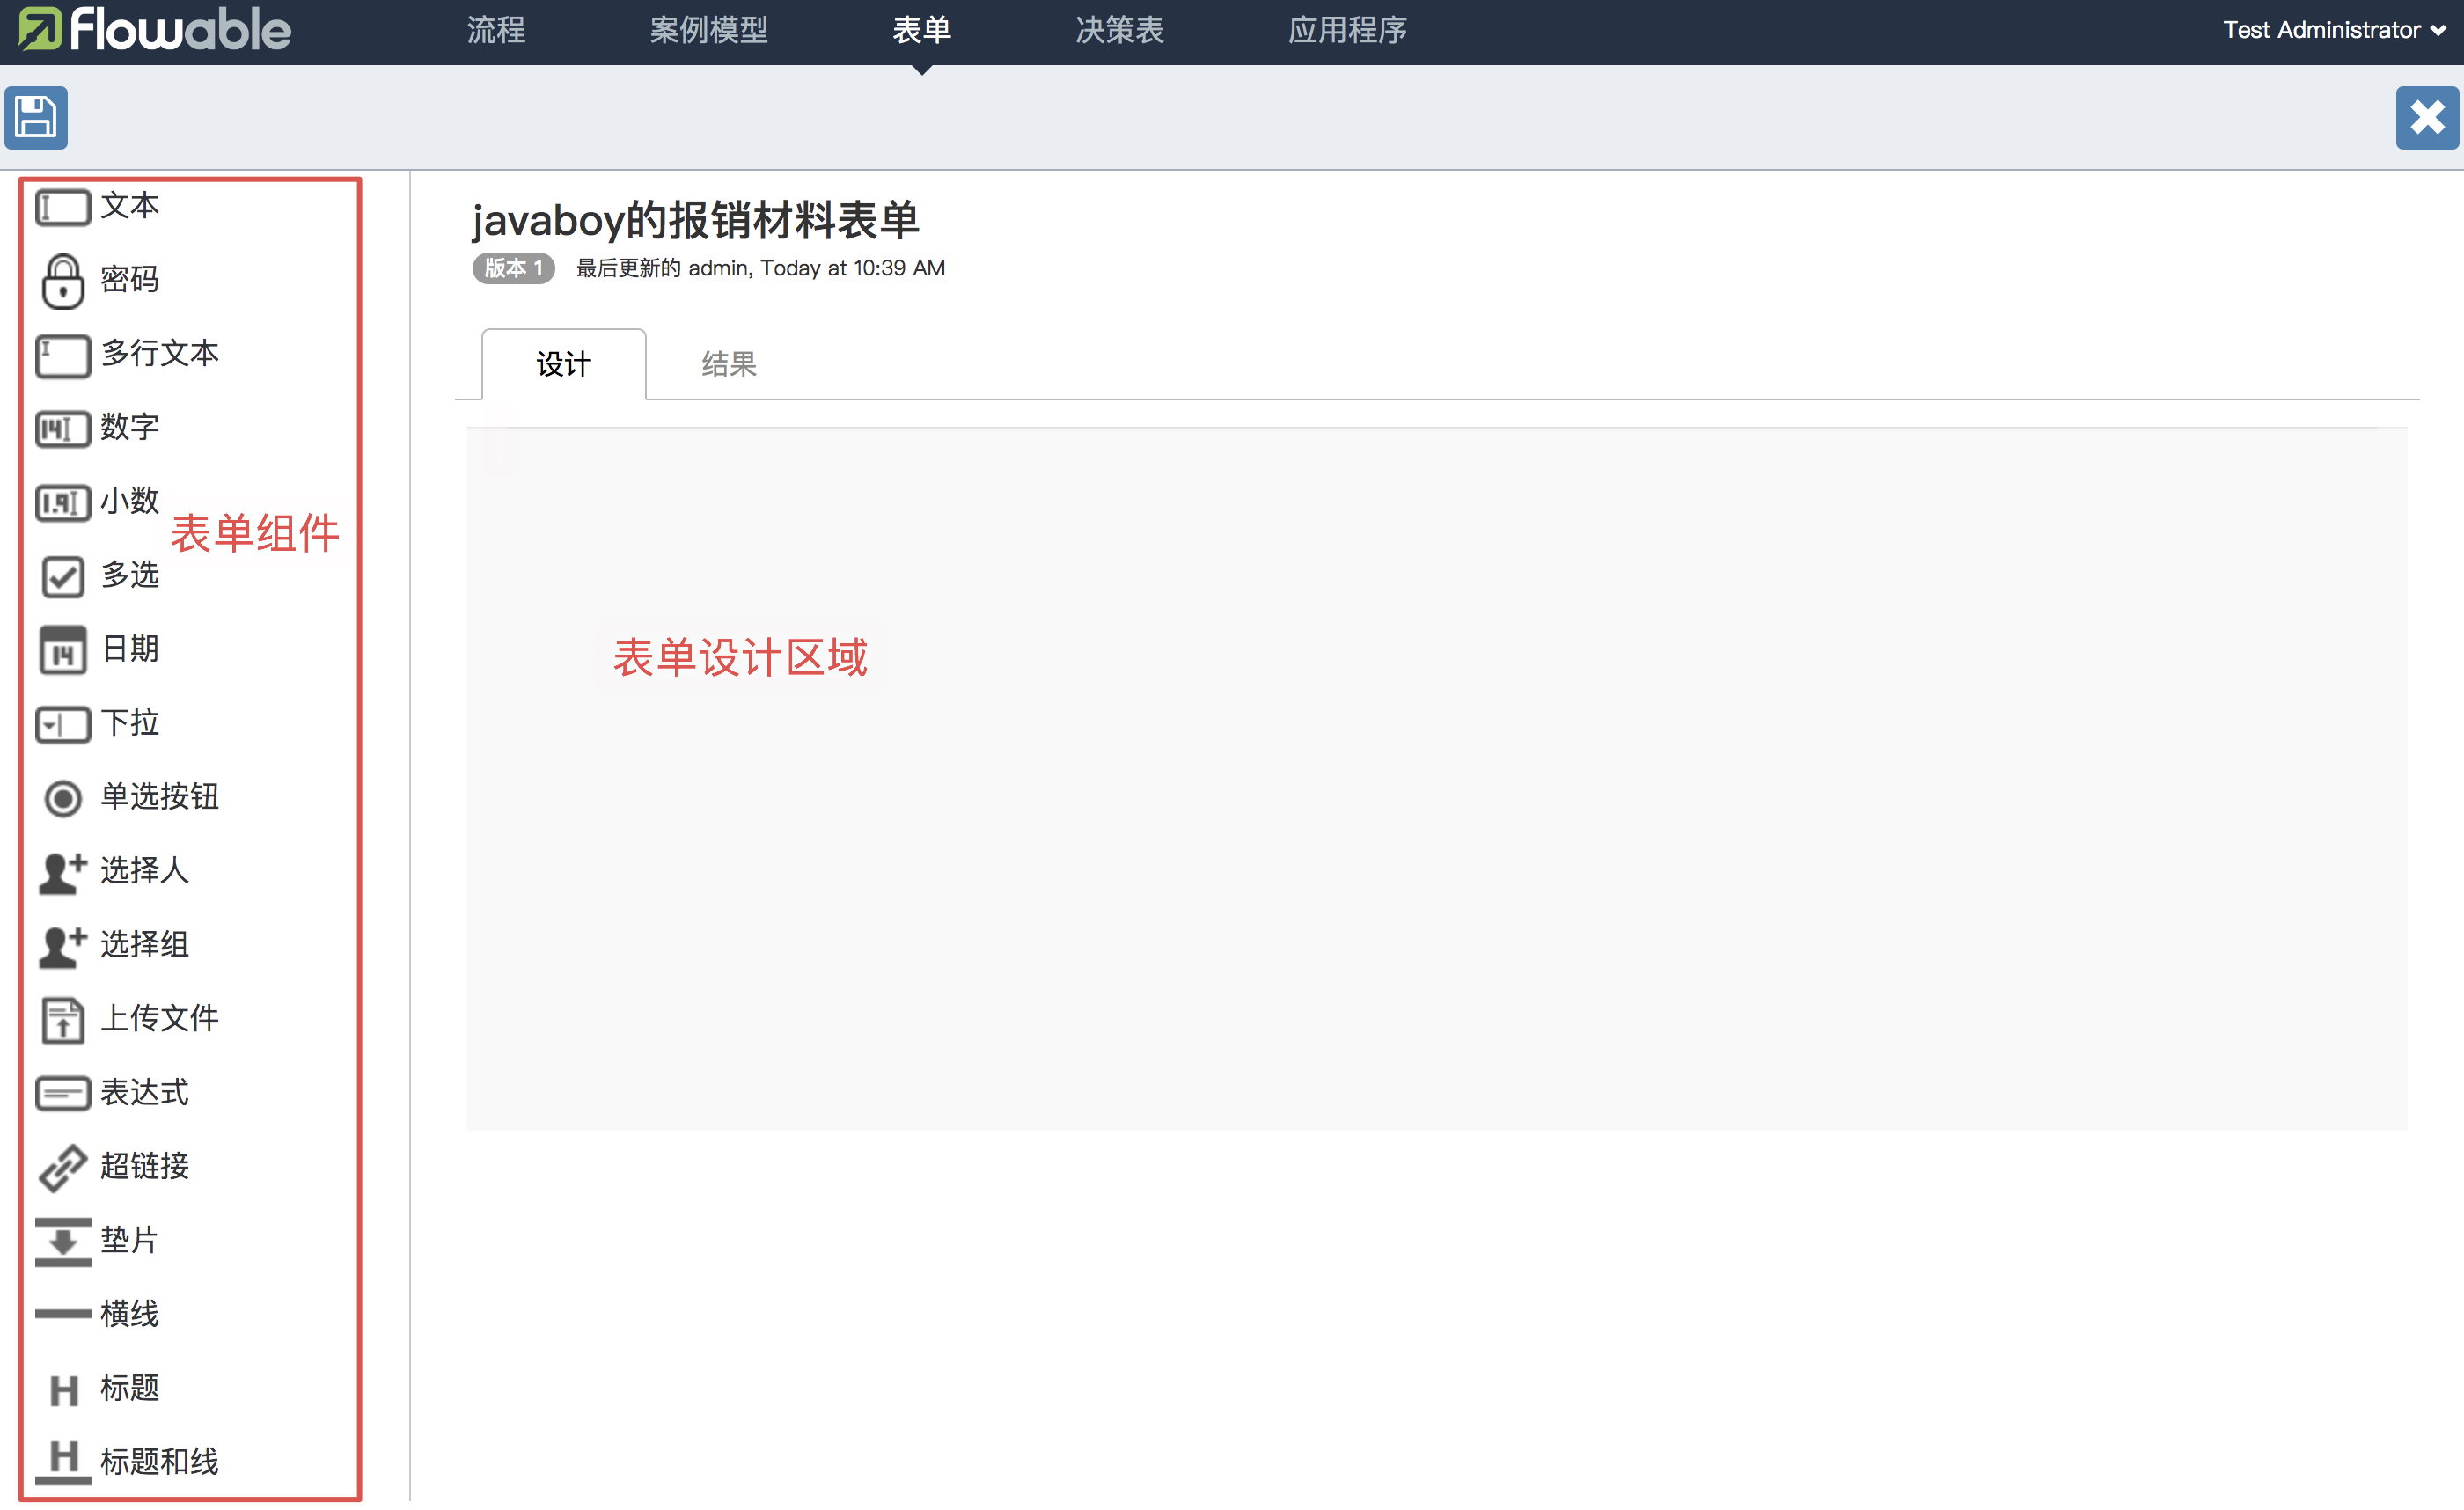 flowable 流程 案例模型 表单 决策表 应用程序 Test Administrator
文本
密码
多行文本
数字
小数
多选
日期
下拉
单选按钮
选择人
选择组
上传文件
表达式
超链接
垫片
横线
标题
标题和线
表单组件
javaboy的报销材料表单
版本 1 最后更新的 admin, Today at 10:39 AM
设计 结果
表单设计区域